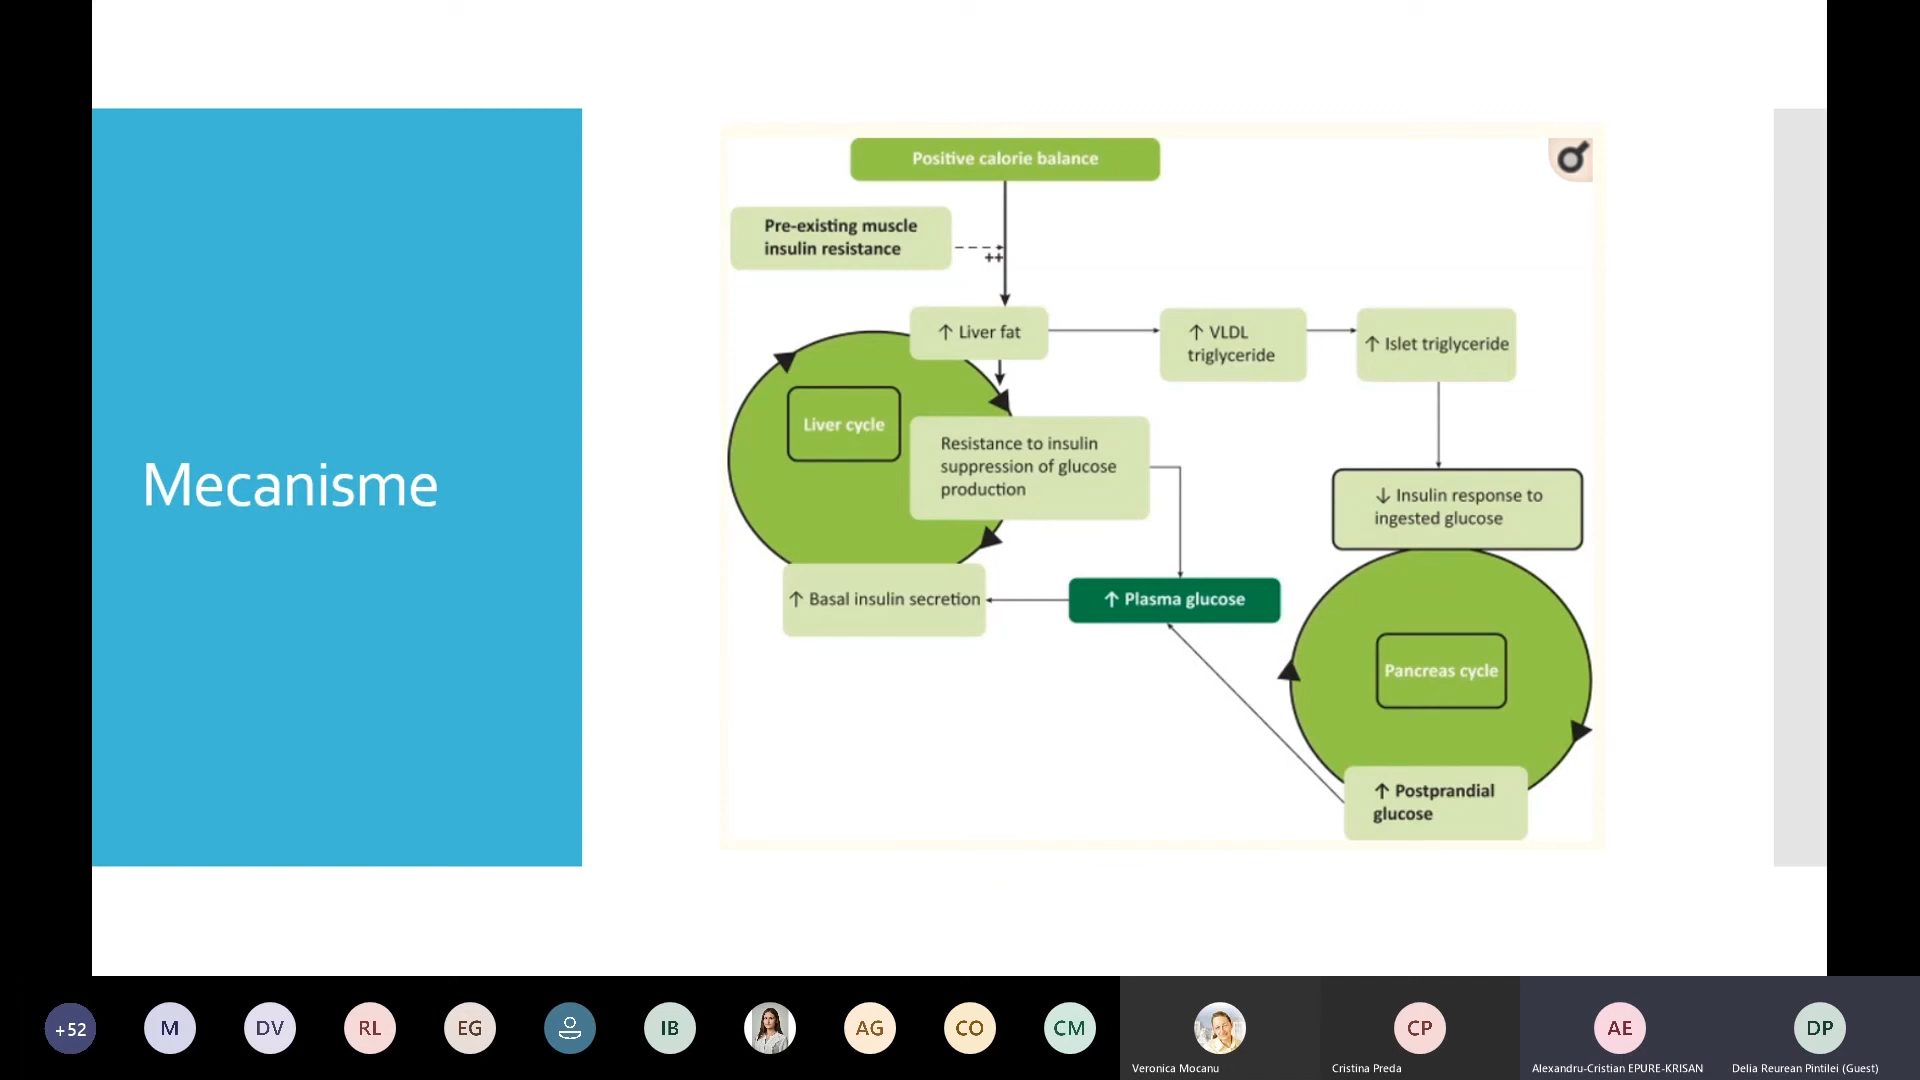 Mecanisme
Positive calorie balance
Pre-existing muscle
insulin resistance
++
↑ Liver fat
↑ VLDL
triglyceride
↑ Islet triglyceride
Liver cycle
Resistance to insulin
suppression of glucose
production
↓ Insulin response to
ingested glucose
↑ Basal insulin secretion
↑ Plasma glucose
Pancreas cycle
↑ Postprandial
glucose
+52
M
DV
RL
EG
IB
AG
CO
CM
Veronica Mocanu
CP
Cristina Preda
AE
Alexandru-Cristian EPURE-KRISAN
DP
Delia Reurean Pintilei (Guest)